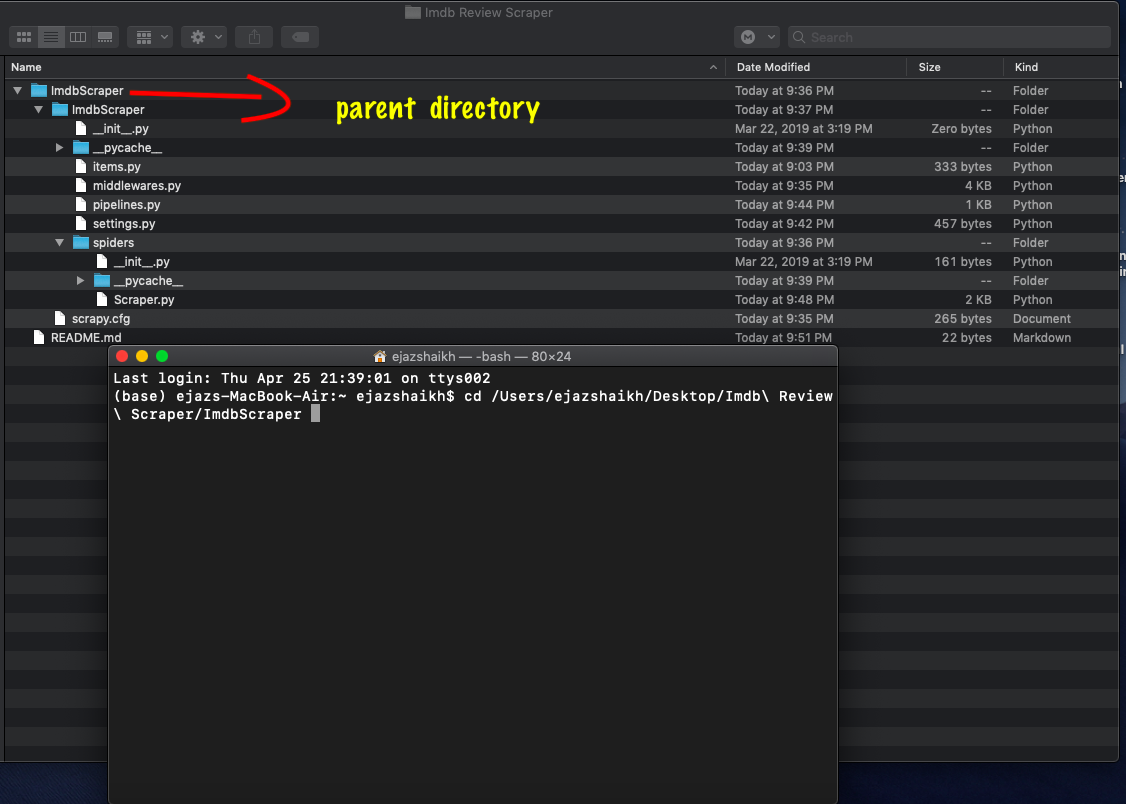 Imdb Review Scraper
Search
Name Date Modified Size Kind
ImdbScraper Today at 9:36 PM -- Folder
parent directory
ImdbScraper Today at 9:37 PM -- Folder
__init__.py Mar 22, 2019 at 3:19 PM Zero bytes Python
__pycache__ Today at 9:39 PM -- Folder
items.py Today at 9:03 PM 333 bytes Python
middlewares.py Today at 9:35 PM 4 KB Python
pipelines.py Today at 9:44 PM 1 KB Python
settings.py Today at 9:42 PM 457 bytes Python
spiders Today at 9:36 PM -- Folder
__init__.py Mar 22, 2019 at 3:19 PM 161 bytes Python
__pycache__ Today at 9:39 PM -- Folder
Scraper.py Today at 9:48 PM 2 KB Python
scrapy.cfg Today at 9:35 PM 265 bytes Document
README.md Today at 9:51 PM 22 bytes Markdown
ejazshaikh — -bash — 80×24
Last login: Thu Apr 25 21:39:01 on ttys002
(base) ejazs-MacBook-Air:~ ejazshaikh$ cd /Users/ejazshaikh/Desktop/Imdb\ Review
\ Scraper/ImdbScraper